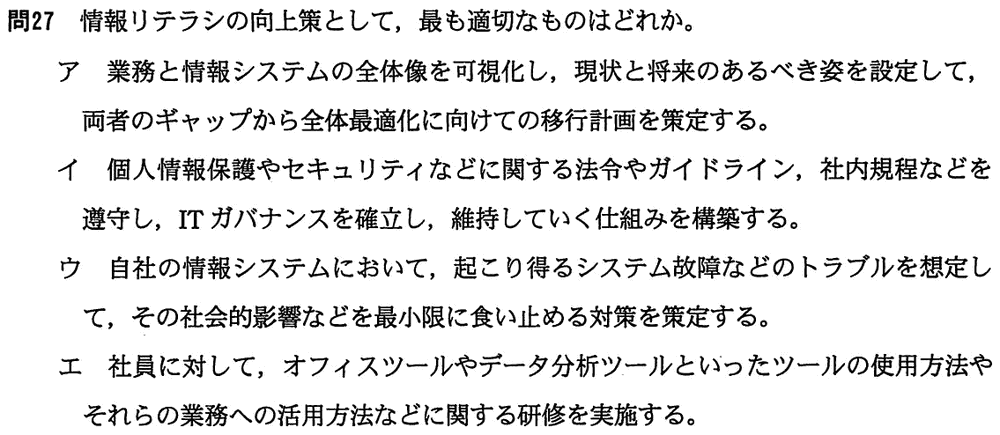 問27 情報リテラシの向上策として，最も適切なものはどれか。
ア 業務と情報システムの全体像を可視化し，現状と将来のあるべき姿を設定して，
両者のギャップから全体最適化に向けての移行計画を策定する。
イ 個人情報保護やセキュリティなどに関する法令やガイドライン，社内規程などを
遵守し，IT ガバナンスを確立し，維持していく仕組みを構築する。
ウ 自社の情報システムにおいて，起こり得るシステム故障などのトラブルを想定し
て，その社会的影響などを最小限に食い止める対策を策定する。
エ 社員に対して，オフィスツールやデータ分析ツールといったツールの使用方法や
それらの業務への活用方法などに関する研修を実施する。